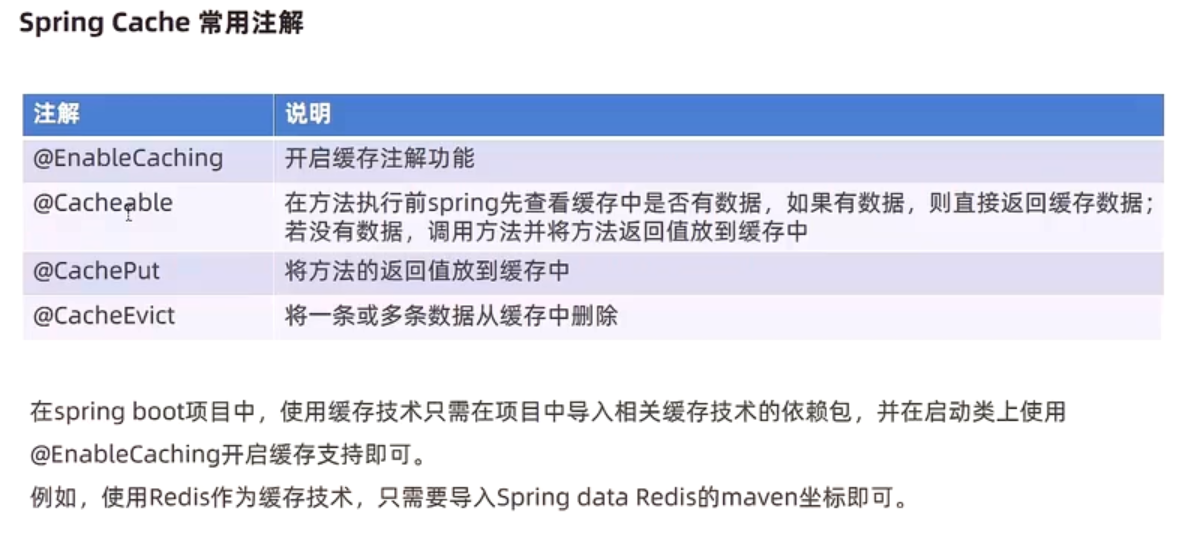 Spring Cache 常用注解
注解 说明
@EnableCaching 开启缓存注解功能
@Cacheable 在方法执行前spring先查看缓存中是否有数据，如果有数据，则直接返回缓存数据；
若没有数据，调用方法并将方法返回值放到缓存中
@CachePut 将方法的返回值放到缓存中
@CacheEvict 将一条或多条数据从缓存中删除
在spring boot项目中，使用缓存技术只需在项目中导入相关缓存技术的依赖包，并在启动类上使用
@EnableCaching开启缓存支持即可。
例如，使用Redis作为缓存技术，只需要导入Spring data Redis的maven坐标即可。